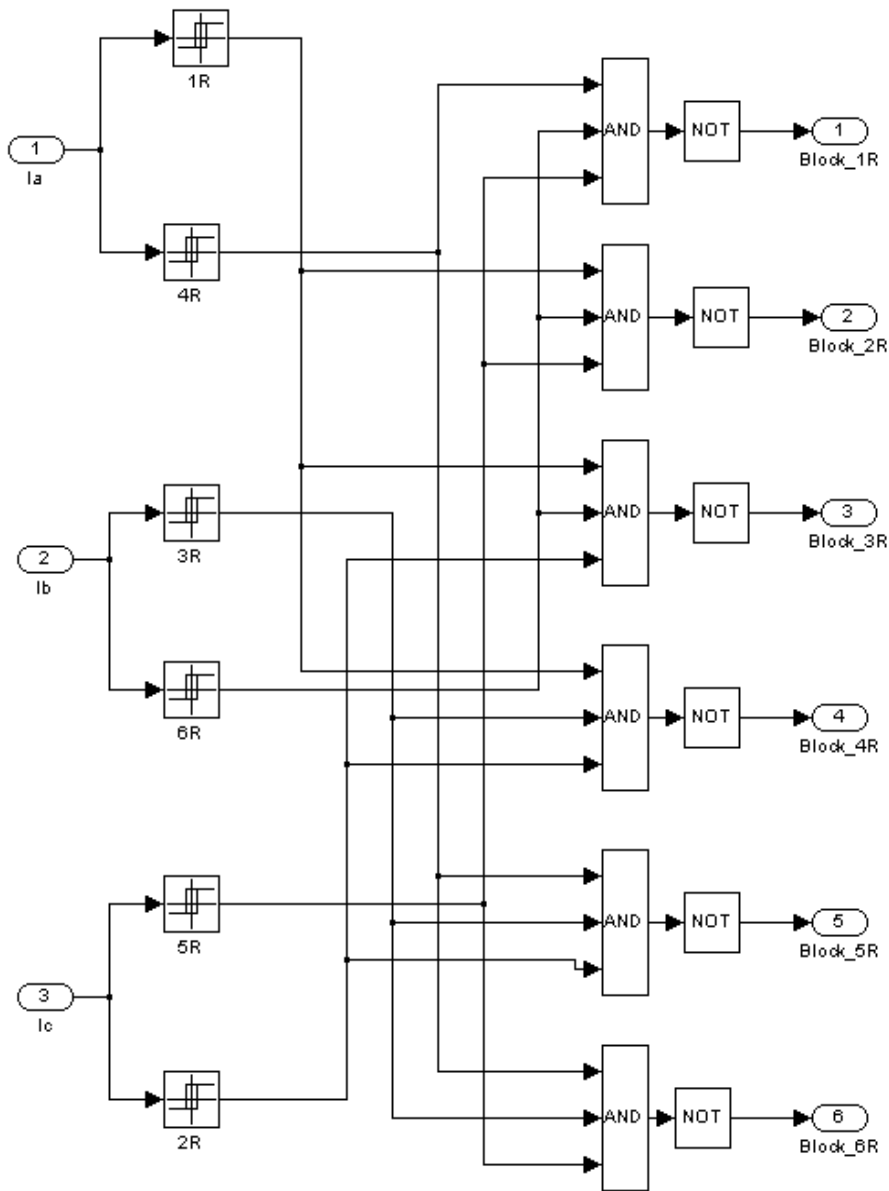 1R
1
Ia
4R
AND
NOT
1
Block_1R
AND
NOT
2
Block_2R
3R
2
Ib
6R
AND
NOT
3
Block_3R
AND
NOT
4
Block_4R
5R
3
Ic
2R
AND
NOT
5
Block_5R
AND
NOT
6
Block_6R